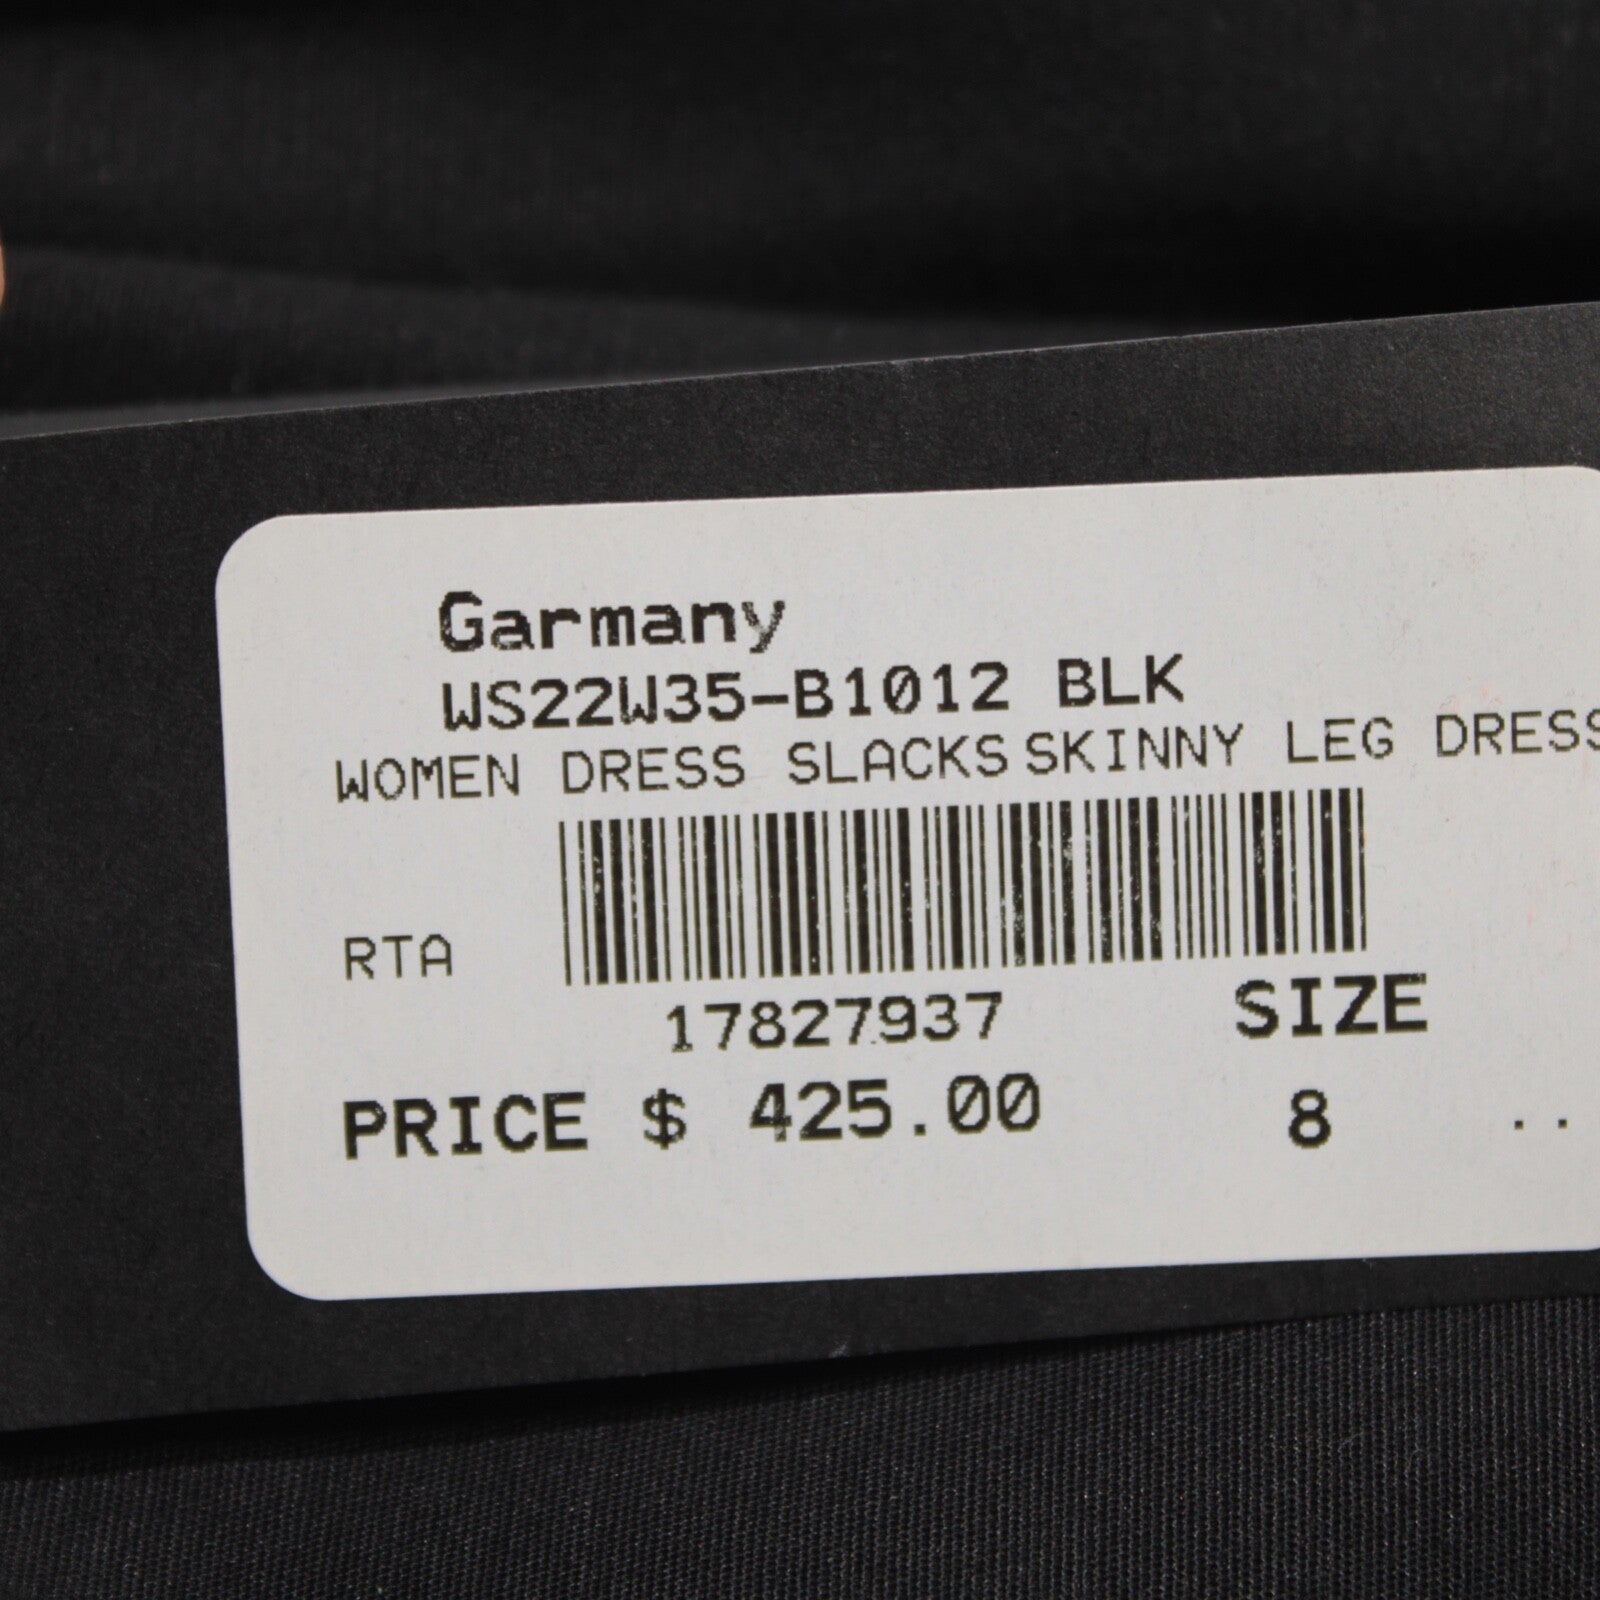 Garmany
WS22W35-B1012 BLK
WOMEN DRESS SLACKS SKINNY LEG DRESS
RTA
17827937
SIZE
PRICE $ 425.00 8 ..